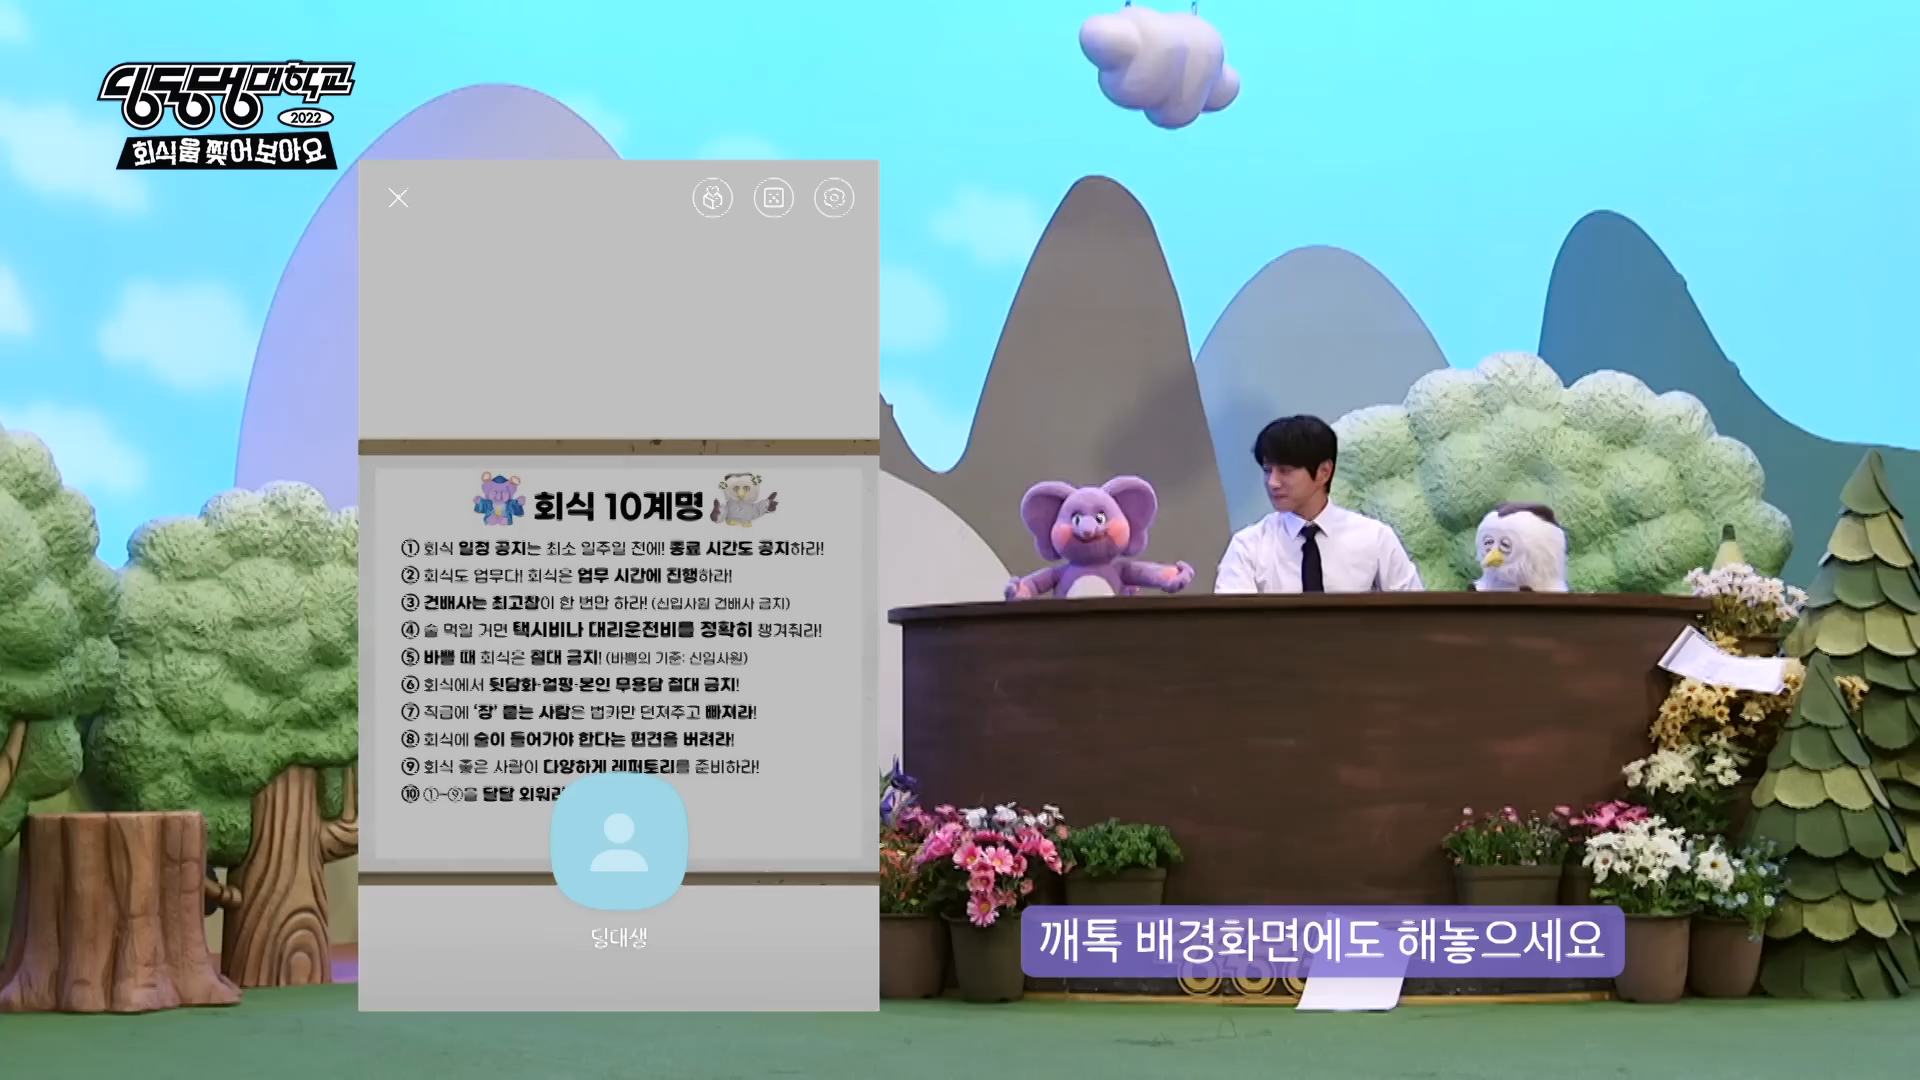 딩동댕대학교
2022
회식을 찢어보아요
회식 10계명
① 회식 일정 공지는 최소 일주일 전에! 종료 시간도 공지하라!
② 회식도 업무다! 회식은 업무 시간에 진행하라!
③ 건배사는 최고참이 한 번만 하라! (신입사원 건배사 금지)
④ 술 먹일 거면 택시비나 대리운전비를 정확히 챙겨줘라!
⑤ 바쁠 때 회식은 절대 금지! (바쁨의 기준: 신입사원)
⑥ 회식에서 뒷담화·얼평·본인 무용담 절대 금지!
⑦ 직급에 '장' 붙는 사람은 법카만 던져주고 빠져라!
⑧ 회식에 술이 들어가야 한다는 편견을 버려라!
⑨ 회식 좋은 사람이 다양하게 레퍼토리를 준비하라!
⑩ ①-⑨을 달달 외워라
딩대생
깨톡 배경화면에도 해놓으세요